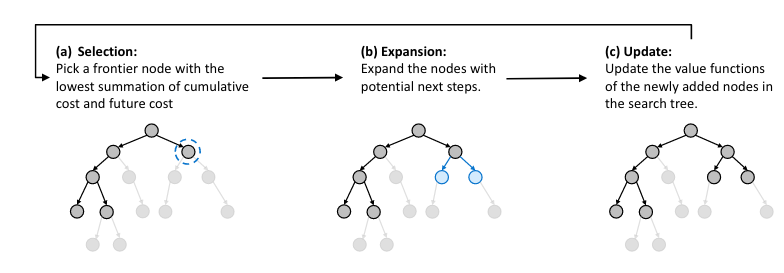 (a) Selection:
Pick a frontier node with the
lowest summation of cumulative
cost and future cost
(b) Expansion:
Expand the nodes with
potential next steps.
(c) Update:
Update the value functions
of the newly added nodes in
the search tree.